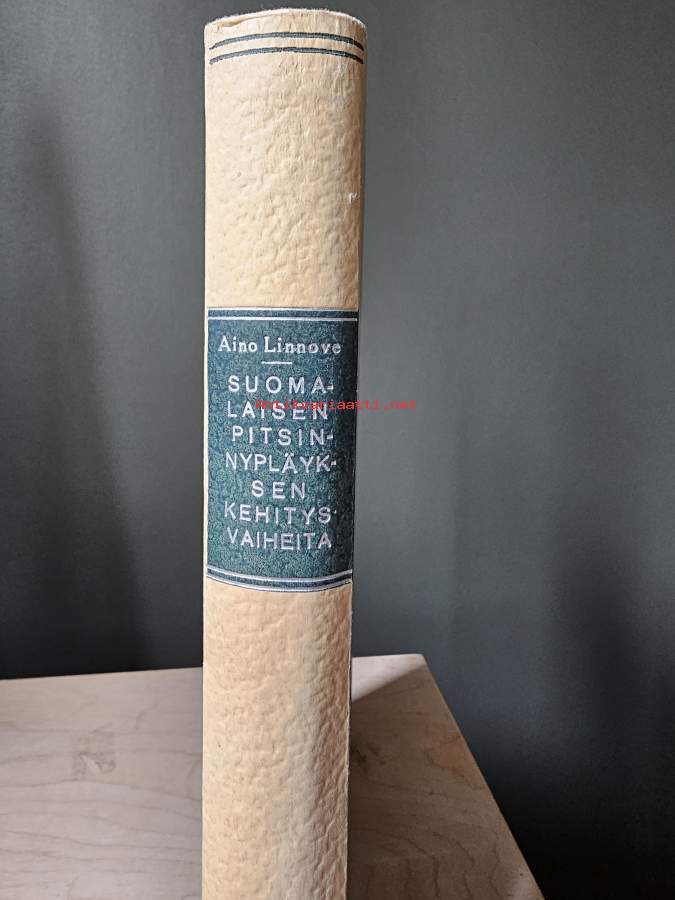 Aino Linnove
SUOMA-
LAISEN
Antikvariaatti.net
PITSIN-
NYPLÄYK-
SEN
KEHITYS-
VAIHEITA